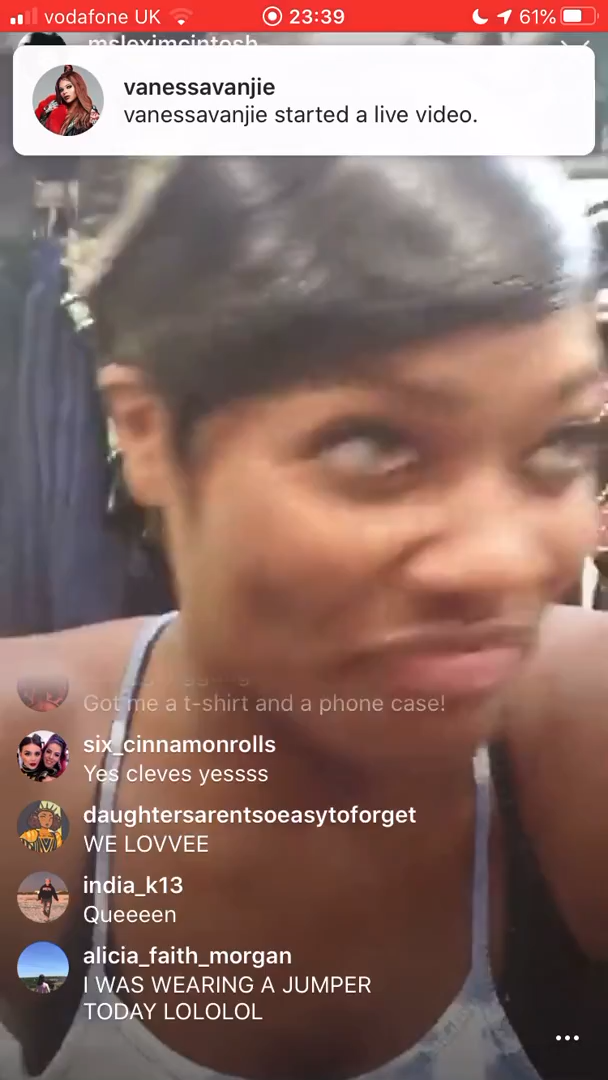 vodafone UK
23:39
61%
msleximcintosh
vanessavanjie
vanessavanjie started a live video.
Got me a t-shirt and a phone case!
six_cinnamonrolls
Yes cleves yessss
daughtersarentsoeasytoforget
WE LOVVEE
india_k13
Queeeen
alicia_faith_morgan
I WAS WEARING A JUMPER
TODAY LOLOLOL